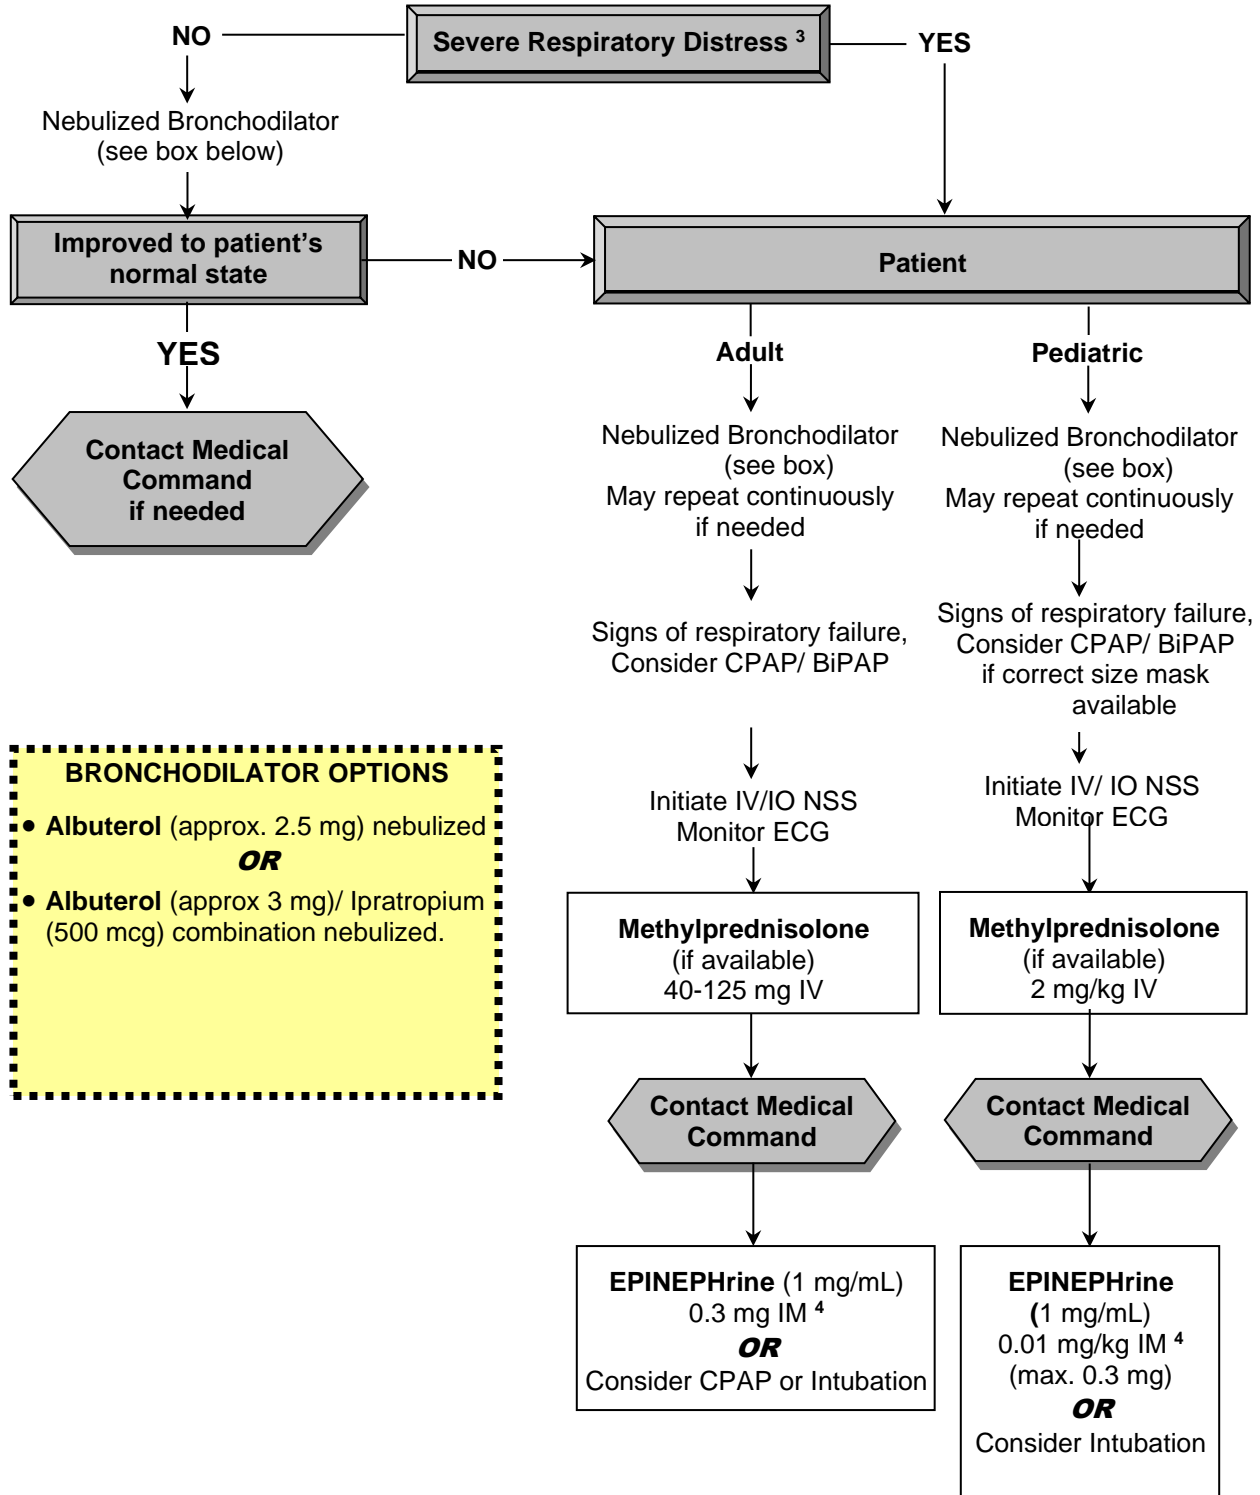 Severe Respiratory Distress ³
NO
YES
Nebulized Bronchodilator
(see box below)
Improved to patient's
normal state
NO
YES
Contact Medical
Command
if needed
Patient
Adult
Nebulized Bronchodilator
(see box)
May repeat continuously
if needed
Signs of respiratory failure,
Consider CPAP/ BiPAP
Initiate IV/IO NSS
Monitor ECG
Methylprednisolone
(if available)
40-125 mg IV
Contact Medical
Command
EPINEPHrine (1 mg/mL)
0.3 mg IM ⁴
OR
Consider CPAP or Intubation
Pediatric
Nebulized Bronchodilator
(see box)
May repeat continuously
if needed
Signs of respiratory failure,
Consider CPAP/ BiPAP
if correct size mask
available
Initiate IV/ IO NSS
Monitor ECG
Methylprednisolone
(if available)
2 mg/kg IV
Contact Medical
Command
EPINEPHrine
(1 mg/mL)
0.01 mg/kg IM ⁴
(max. 0.3 mg)
OR
Consider Intubation
BRONCHODILATOR OPTIONS
• Albuterol (approx. 2.5 mg) nebulized
OR
• Albuterol (approx 3 mg)/ Ipratropium
(500 mcg) combination nebulized.